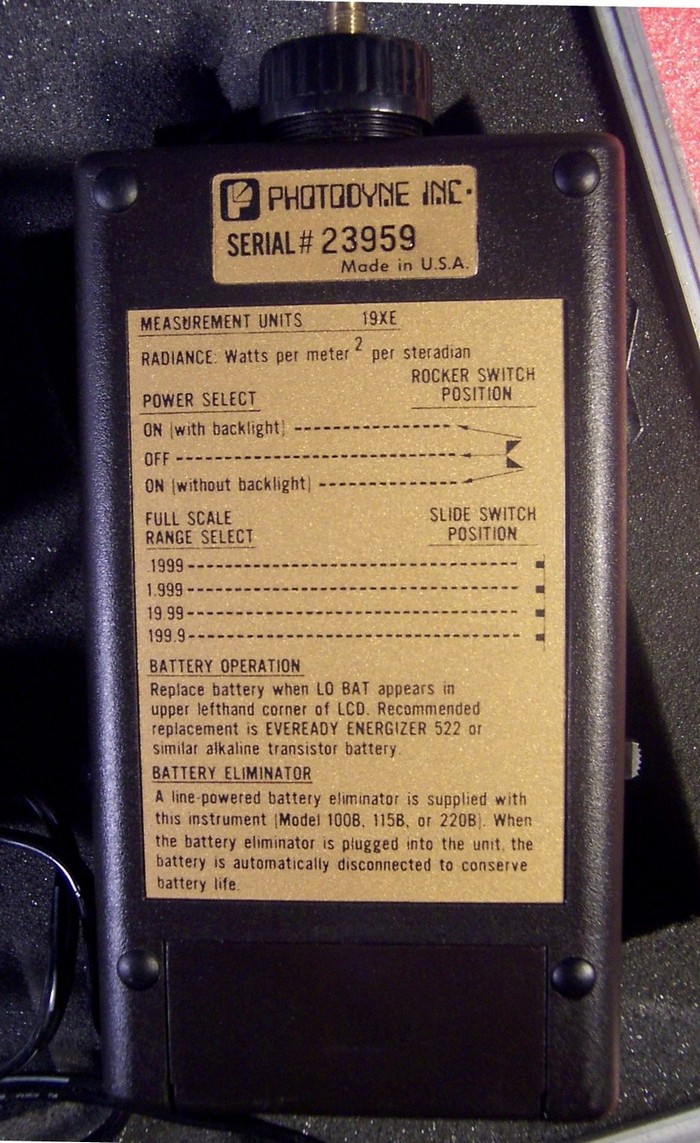 PHOTODYNE INC.
SERIAL # 23959
Made in U.S.A.
MEASUREMENT UNITS 19XE
RADIANCE: Watts per meter² per steradian
POWER SELECT
ROCKER SWITCH
POSITION
ON (with backlight)
OFF
ON (without backlight)
FULL SCALE
RANGE SELECT
SLIDE SWITCH
POSITION
.1999
1.999
19.99
199.9
BATTERY OPERATION
Replace battery when LO BAT appears in
upper lefthand corner of LCD. Recommended
replacement is EVEREADY ENERGIZER 522 or
similar alkaline transistor battery.
BATTERY ELIMINATOR
A line-powered battery eliminator is supplied with
this instrument (Model 100B, 115B, or 220B). When
the battery eliminator is plugged into the unit, the
battery is automatically disconnected to conserve
battery life.